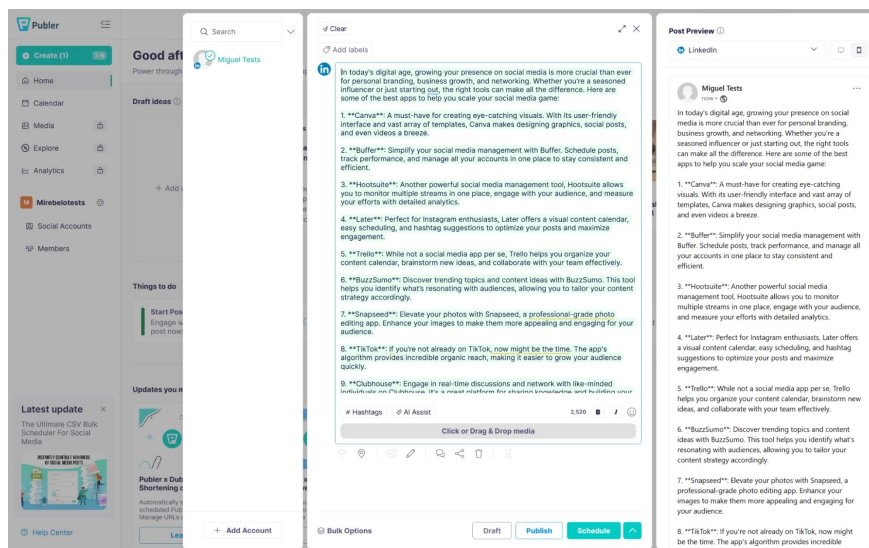 Publer
Create (1)
Home
Calendar
Media
Explore
Analytics
Mirebelotests
Social Accounts
Members
Latest update
The Ultimate CSV Bulk
Scheduler For Social
Media
Help Center
Good aft
Power through
Draft ideas
Things to do
Start Pos
Engage w
post now!
Updates you m
Publer x Dub
Shortening
Automatically s
scheduled Pub
Manage URLs
Lea
Search
Miguel Tests
+ Add Account
Clear
Add labels
In today's digital age, growing your presence on social media is more crucial than ever
for personal branding, business growth, and networking. Whether you're a seasoned
influencer or just starting out, the right tools can make all the difference. Here are
some of the best apps to help you scale your social media game:
1. **Canva**: A must-have for creating eye-catching visuals. With its user-friendly
interface and vast array of templates, Canva makes designing graphics, social posts,
and even videos a breeze.
2. **Buffer**: Simplify your social media management with Buffer. Schedule posts,
track performance, and manage all your accounts in one place to stay consistent and
efficient.
3. **Hootsuite**: Another powerful social media management tool, Hootsuite allows
you to monitor multiple streams in one place, engage with your audience, and measure
your efforts with detailed analytics.
4. **Later**: Perfect for Instagram enthusiasts, Later offers a visual content calendar,
easy scheduling, and hashtag suggestions to optimize your posts and maximize
engagement.
5. **Trello**: While not a social media app per se, Trello helps you organize your
content calendar, brainstorm new ideas, and collaborate with your team effectively.
6. **BuzzSumo**: Discover trending topics and content ideas with BuzzSumo. This tool
helps you identify what's resonating with audiences, allowing you to tailor your content
strategy accordingly.
7. **Snapseed**: Elevate your photos with Snapseed, a professional-grade photo
editing app. Enhance your images to make them more appealing and engaging for your
audience.
8. **TikTok**: If you're not already on TikTok, now might be the time. The app's
algorithm provides incredible organic reach, making it easier to grow your audience
quickly.
9. **Clubhouse**: Engage in real-time discussions and network with like-minded
individuals on Clubhouse. It's a great platform for sharing knowledge and building your
# Hashtags
AI Assist
2,520 B I
Click or Drag & Drop media
Bulk Options
Draft
Publish
Schedule
Post Preview
LinkedIn
Miguel Tests
now •
In today's digital age, growing your presence on social
media is more crucial than ever for personal branding,
business growth, and networking. Whether you're a
seasoned influencer or just starting out, the right tools
can make all the difference. Here are some of the best
apps to help you scale your social media game:
1. **Canva**: A must-have for creating eye-catching
visuals. With its user-friendly interface and vast array of
templates, Canva makes designing graphics, social posts,
and even videos a breeze.
2. **Buffer**: Simplify your social media management with
Buffer. Schedule posts, track performance, and manage all
your accounts in one place to stay consistent and
efficient.
3. **Hootsuite**: Another powerful social media
management tool, Hootsuite allows you to monitor
multiple streams in one place, engage with your audience,
and measure your efforts with detailed analytics.
4. **Later**: Perfect for Instagram enthusiasts, Later offers
a visual content calendar, easy scheduling, and hashtag
suggestions to optimize your posts and maximize
engagement.
5. **Trello**: While not a social media app per se, Trello
helps you organize your content calendar, brainstorm new
ideas, and collaborate with your team effectively.
6. **BuzzSumo**: Discover trending topics and content
ideas with BuzzSumo. This tool helps you identify what's
resonating with audiences, allowing you to tailor your
content strategy accordingly.
7. **Snapseed**: Elevate your photos with Snapseed, a
professional-grade photo editing app. Enhance your
images to make them more appealing and engaging for
your audience.
8. **TikTok**: If you're not already on TikTok, now might
be the time. The app's algorithm provides incredible